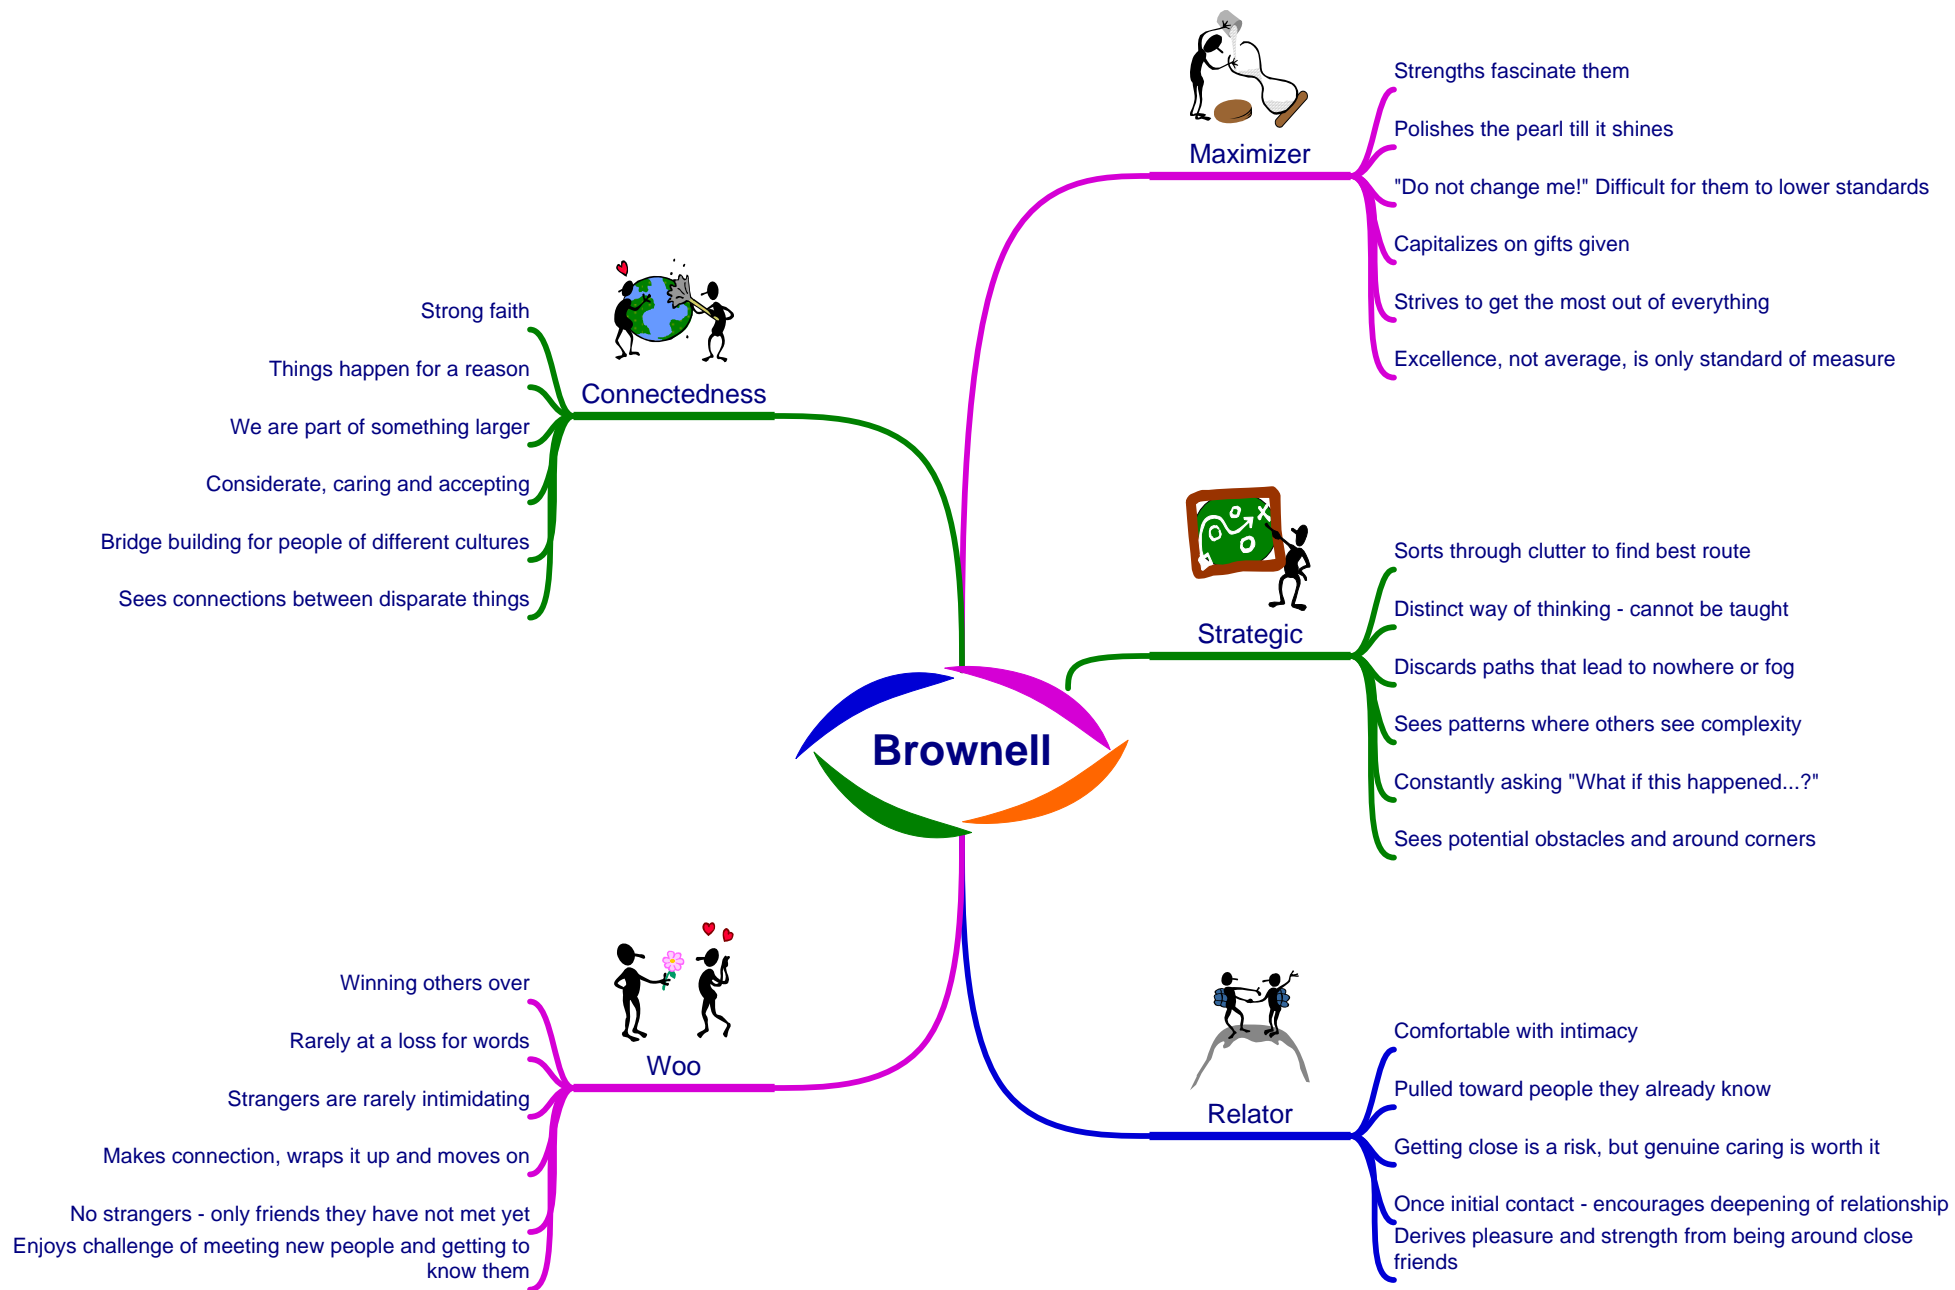 Brownell
Maximizer
Strengths fascinate them
Polishes the pearl till it shines
"Do not change me!" Difficult for them to lower standards
Capitalizes on gifts given
Strives to get the most out of everything
Excellence, not average, is only standard of measure
Strategic
Sorts through clutter to find best route
Distinct way of thinking - cannot be taught
Discards paths that lead to nowhere or fog
Sees patterns where others see complexity
Constantly asking "What if this happened...?"
Sees potential obstacles and around corners
Relator
Comfortable with intimacy
Pulled toward people they already know
Getting close is a risk, but genuine caring is worth it
Once initial contact - encourages deepening of relationship
Derives pleasure and strength from being around close
friends
Woo
Winning others over
Rarely at a loss for words
Strangers are rarely intimidating
Makes connection, wraps it up and moves on
No strangers - only friends they have not met yet
Enjoys challenge of meeting new people and getting to
know them
Connectedness
Strong faith
Things happen for a reason
We are part of something larger
Considerate, caring and accepting
Bridge building for people of different cultures
Sees connections between disparate things